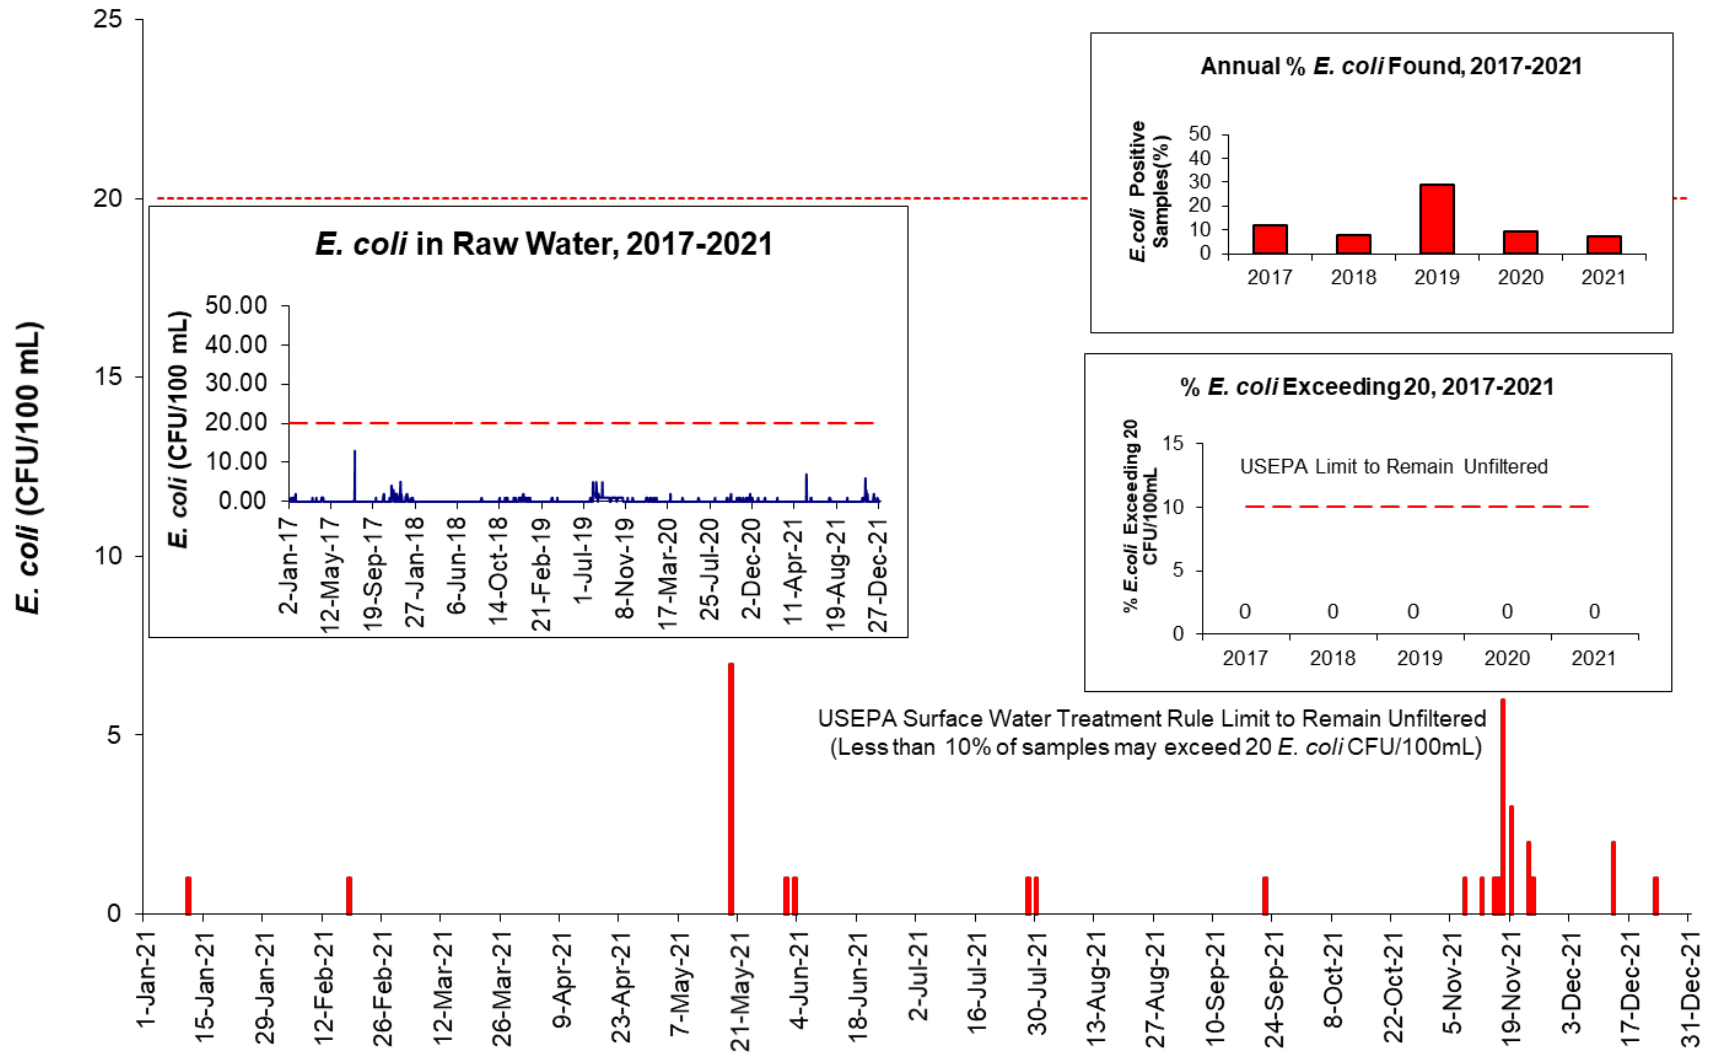 E. coli (CFU/100 mL)
25
20
15
10
5
0
1-Jan-21
15-Jan-21
29-Jan-21
12-Feb-21
26-Feb-21
12-Mar-21
26-Mar-21
9-Apr-21
23-Apr-21
7-May-21
21-May-21
4-Jun-21
18-Jun-21
2-Jul-21
16-Jul-21
30-Jul-21
13-Aug-21
27-Aug-21
10-Sep-21
24-Sep-21
8-Oct-21
22-Oct-21
5-Nov-21
19-Nov-21
3-Dec-21
17-Dec-21
31-Dec-21
E. coli in Raw Water, 2017-2021
E. coli (CFU/100 mL)
50.00
40.00
30.00
20.00
10.00
0.00
2-Jan-17
12-May-17
19-Sep-17
27-Jan-18
6-Jun-18
14-Oct-18
21-Feb-19
1-Jul-19
8-Nov-19
17-Mar-20
25-Jul-20
2-Dec-20
11-Apr-21
19-Aug-21
27-Dec-21
Annual % E. coli Found, 2017-2021
E.coli Positive
Samples(%)
50
40
30
20
10
0
2017
2018
2019
2020
2021
% E. coli Exceeding 20, 2017-2021
% E.coli Exceeding 20
CFU/100mL
15
10
5
0
USEPA Limit to Remain Unfiltered
0
0
0
0
0
2017
2018
2019
2020
2021
USEPA Surface Water Treatment Rule Limit to Remain Unfiltered
(Less than 10% of samples may exceed 20 E. coli CFU/100mL)